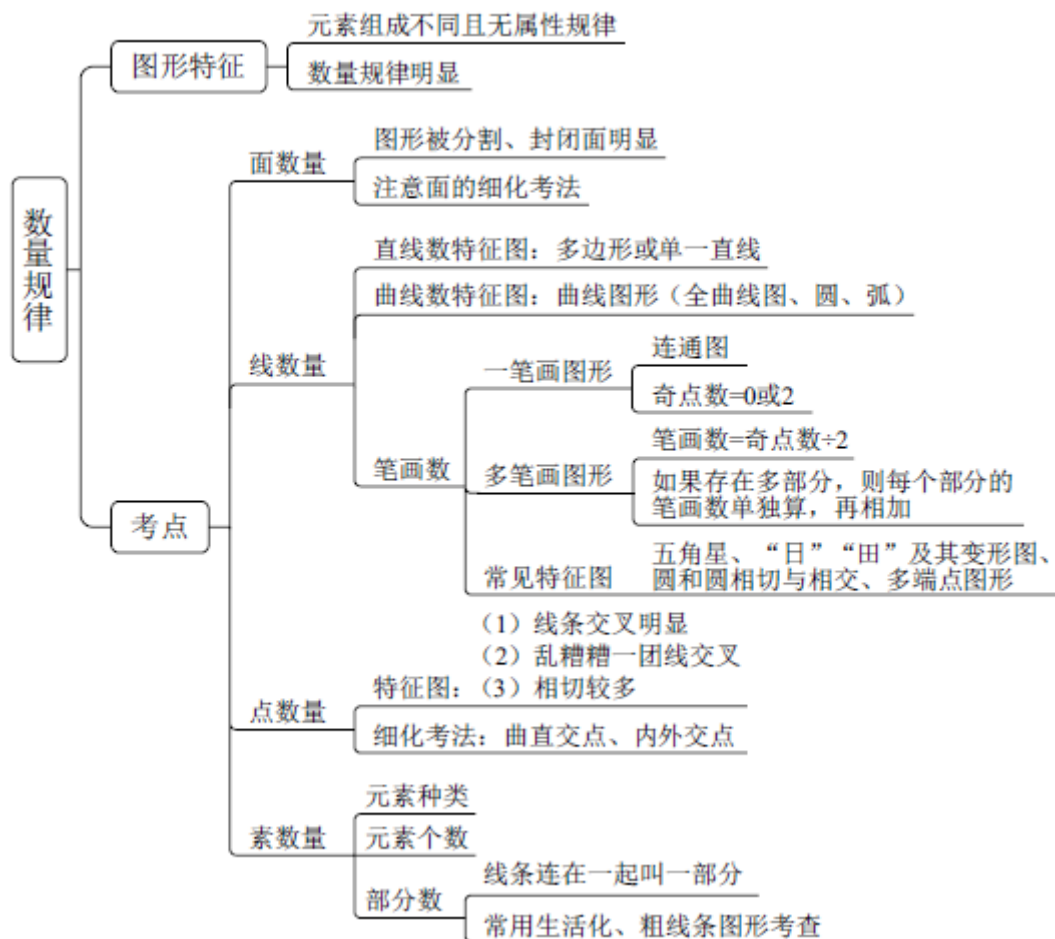 数量规律
图形特征
元素组成不同且无属性规律
数量规律明显
考点
面数量
图形被分割、封闭面明显
注意面的细化考法
线数量
直线数特征图：多边形或单一直线
曲线数特征图：曲线图形（全曲线图、圆、弧）
笔画数
一笔画图形
连通图
奇点数=0或2
多笔画图形
笔画数=奇点数÷2
如果存在多部分，则每个部分的
笔画数单独算，再相加
常见特征图
五角星、“日”“田”及其变形图、
圆和圆相切与相交、多端点图形
点数量
（1）线条交叉明显
（2）乱糟糟一团线交叉
特征图：（3）相切较多
细化考法：曲直交点、内外交点
素数量
元素种类
元素个数
部分数
线条连在一起叫一部分
常用生活化、粗线条图形考查